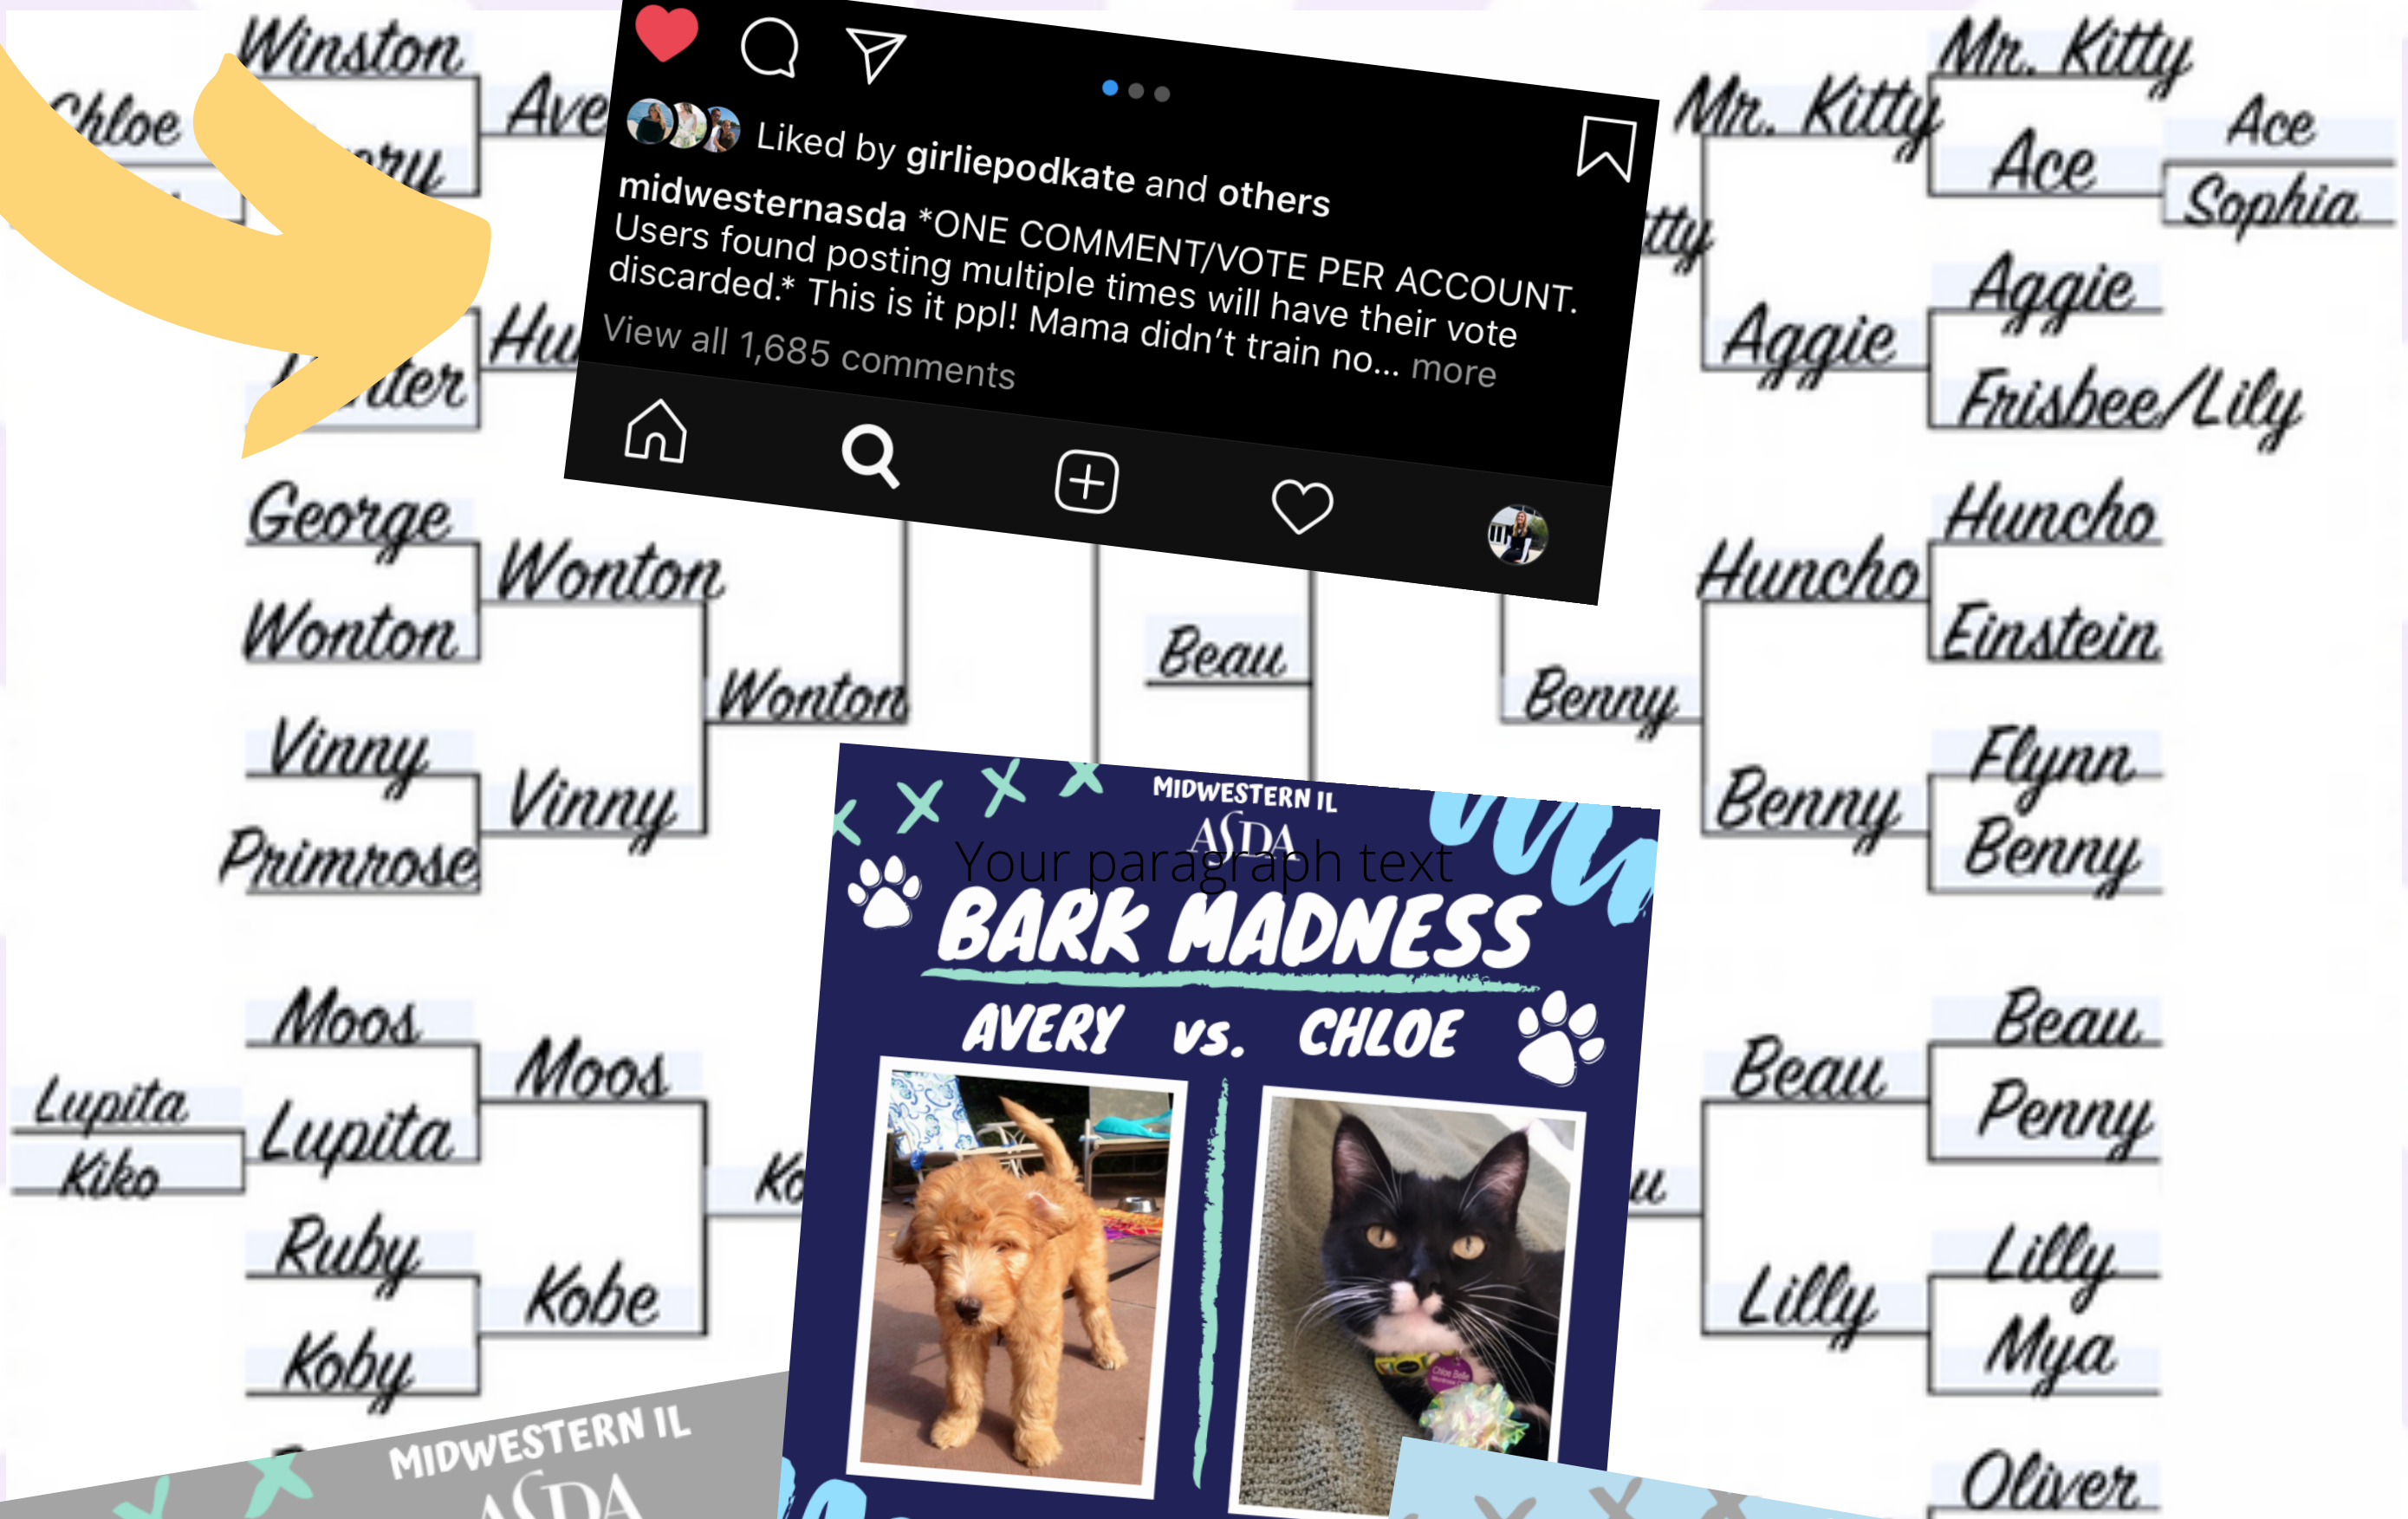 Winston
Chloe
Ave
George
Wonton
Wonton
Vinny
Vinny
Primrose
Wonton
Moos
Moos
Lupita
Lupita
Kiko
Ruby
Kobe
Koby
Liked by girliepodkate and others
midwesternasda *ONE COMMENT/VOTE PER ACCOUNT.
Users found posting multiple times will have their vote
discarded.* This is it ppl! Mama didn't train no... more
View all 1,685 comments
Beau
MIDWESTERN IL
ASDA
Your paragraph text
BARK MADNESS
AVERY vs. CHLOE
Chloe Belle
MIDWESTERN IL
ASDA
Mr. Kitty
Mr. Kitty
Ace
Ace
Sophia
Aggie
Aggie
Frisbee/Lily
Huncho
Huncho
Einstein
Benny
Flynn
Benny
Benny
Beau
Beau
Penny
Lilly
Lilly
Mya
Oliver